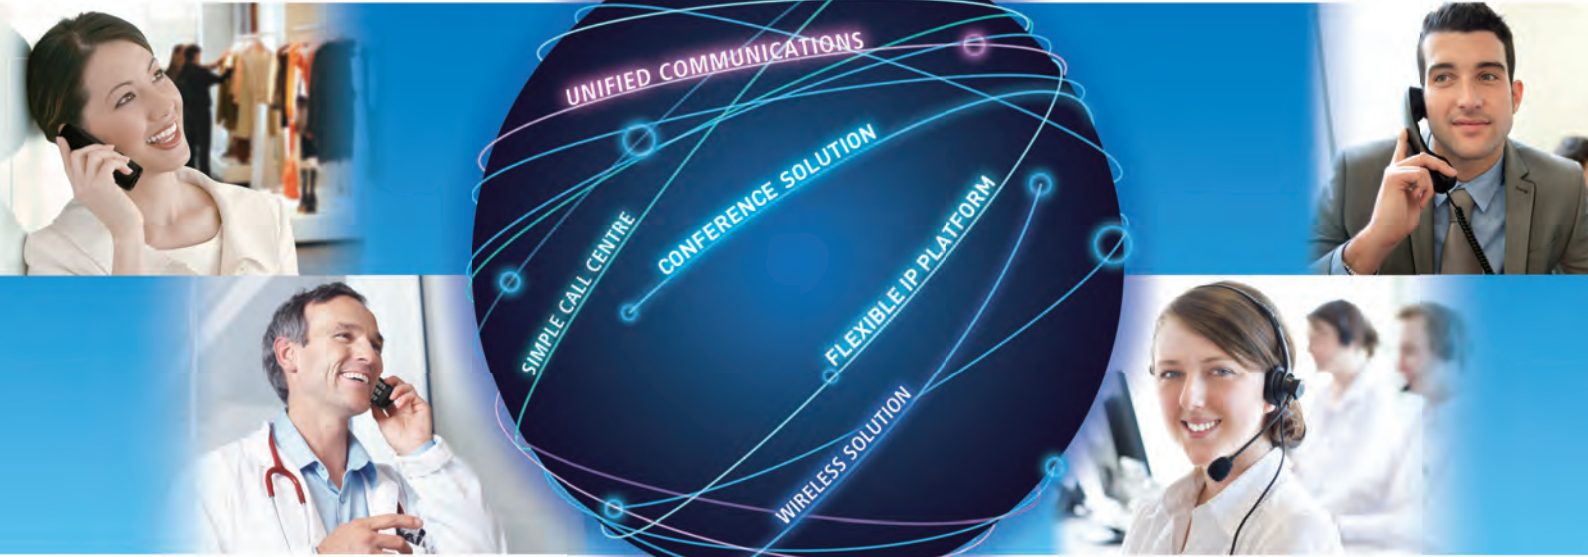 UNIFIED COMMUNICATIONS
CONFERENCE SOLUTION
SIMPLE CALL CENTRE
FLEXIBLE IP PLATFORM
WIRELESS SOLUTION